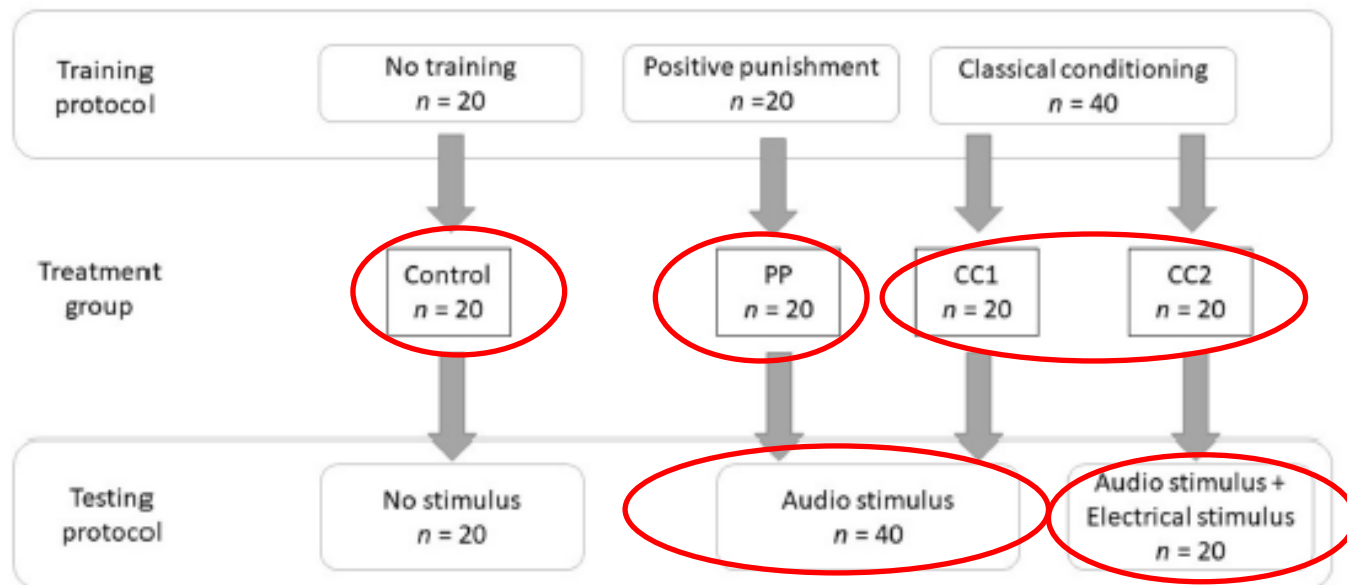 Training
protocol
No training
n = 20
Positive punishment
n =20
Classical conditioning
n = 40
Treatment
group
Control
n = 20
PP
n = 20
CC1
n = 20
CC2
n = 20
Testing
protocol
No stimulus
n = 20
Audio stimulus
n = 40
Audio stimulus +
Electrical stimulus
n = 20